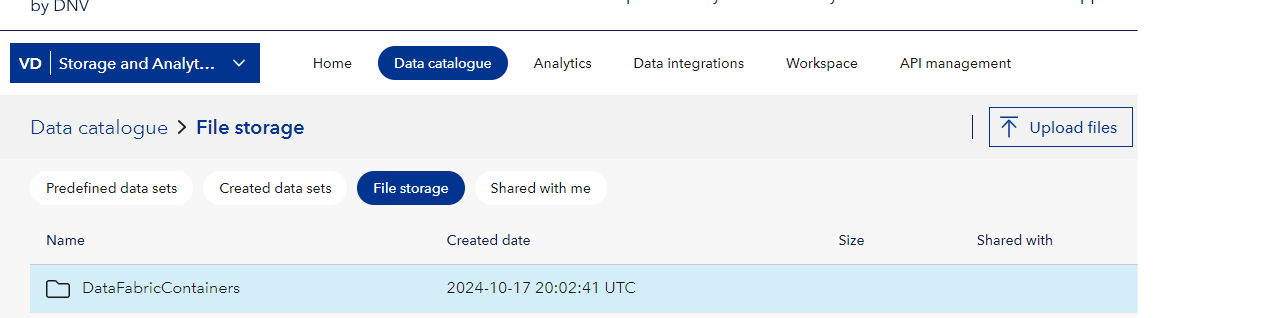 by DNV
VD Storage and Analyt... Home Data catalogue Analytics Data integrations Workspace API management
Data catalogue File storage Upload files
Predefined data sets Created data sets File storage Shared with me
Name Created date Size Shared with
DataFabricContainers 2024-10-17 20:02:41 UTC